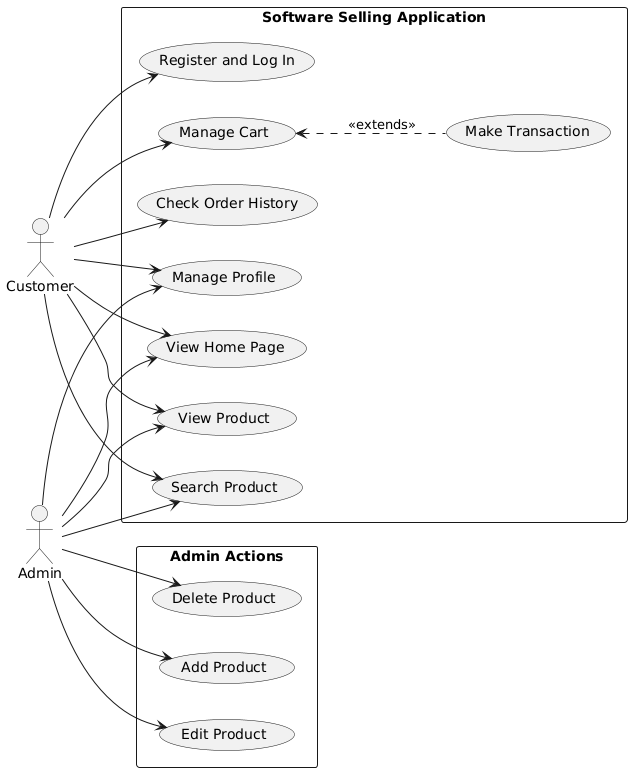 Software Selling Application
Register and Log In
Manage Cart
«extends»
Make Transaction
Check Order History
Customer
Manage Profile
View Home Page
View Product
Search Product
Admin
Admin Actions
Delete Product
Add Product
Edit Product